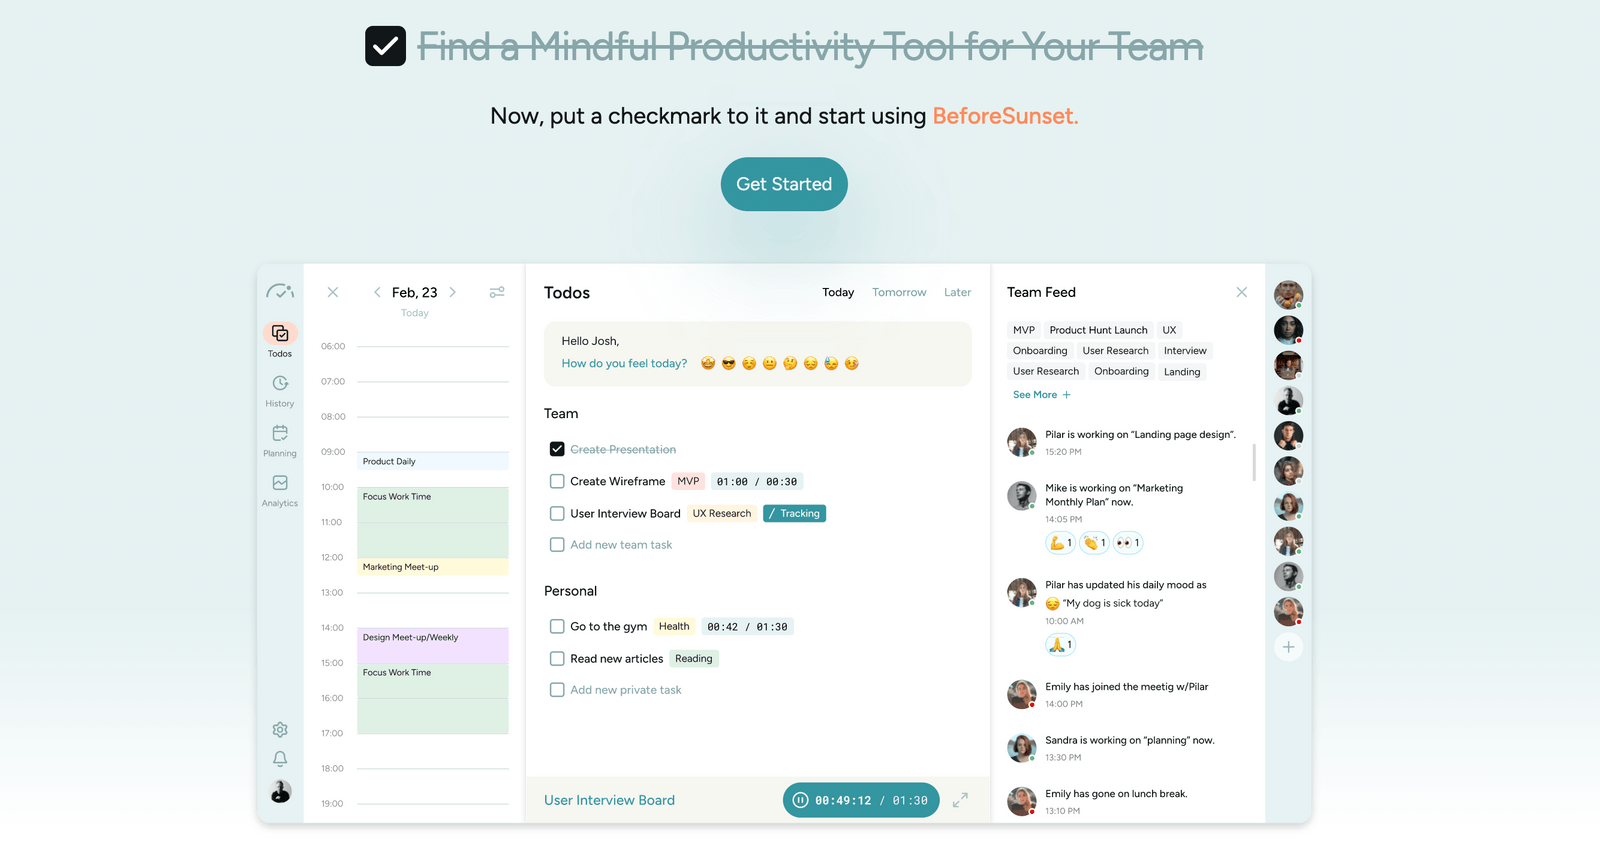 Find a Mindful Productivity Tool for Your Team
Now, put a checkmark to it and start using BeforeSunset.
Get Started
Todos
History
Planning
Analytics
Feb, 23
Today
06:00
07:00
08:00
09:00
Product Daily
10:00
Focus Work Time
11:00
12:00
Marketing Meet-up
13:00
14:00
Design Meet-up/Weekly
15:00
Focus Work Time
16:00
17:00
18:00
19:00
Todos
Today Tomorrow Later
Hello Josh,
How do you feel today?
Team
Create Presentation
Create Wireframe MVP 01:00 / 00:30
User Interview Board UX Research / Tracking
Add new team task
Personal
Go to the gym Health 00:42 / 01:30
Read new articles Reading
Add new private task
User Interview Board 00:49:12 / 01:30
Team Feed
MVP Product Hunt Launch UX
Onboarding User Research Interview
User Research Onboarding Landing
See More +
Pilar is working on “Landing page design”.
15:20 PM
Mike is working on “Marketing
Monthly Plan” now.
14:05 PM
1 1 1
Pilar has updated his daily mood as
“My dog is sick today”
10:00 AM
1
Emily has joined the meetig w/Pilar
14:00 PM
Sandra is working on “planning” now.
13:30 PM
Emily has gone on lunch break.
13:10 PM